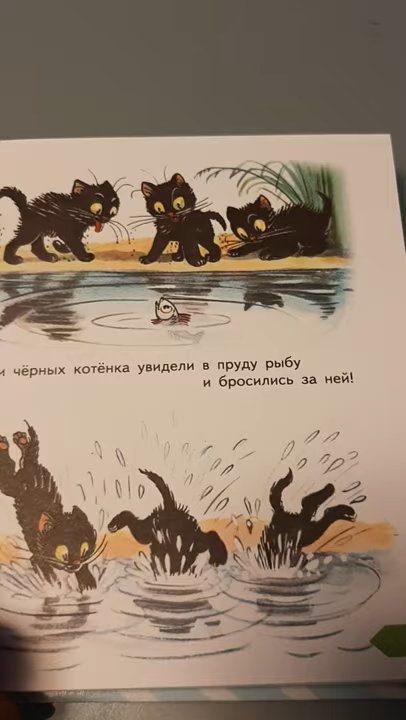 и чёрных котёнка увидели в пруду рыбу
и бросились за ней!